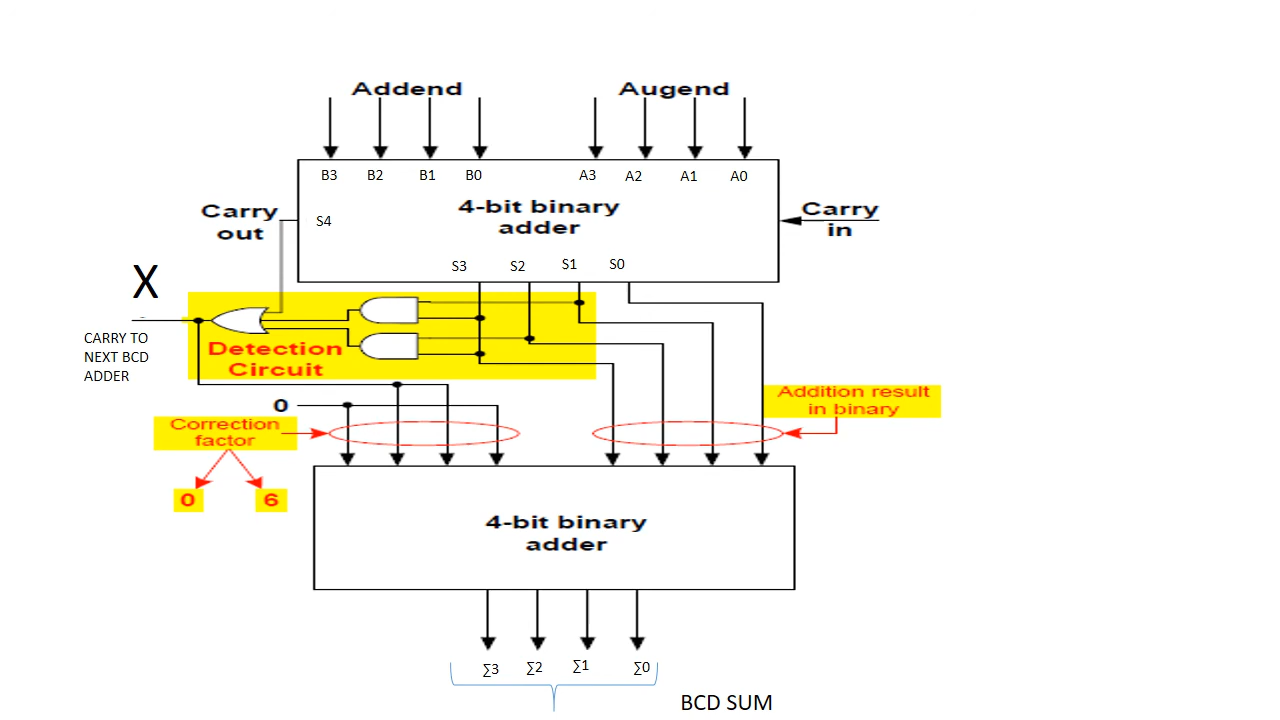 Addend
Augend
B3 B2 B1 B0 A3 A2 A1 A0
Carry
out
S4
4-bit binary
adder
Carry
in
S3 S2 S1 S0
X
CARRY TO
NEXT BCD
ADDER
Detection
Circuit
0
Correction
factor
0 6
Addition result
in binary
4-bit binary
adder
∑3 ∑2 ∑1 ∑0
BCD SUM